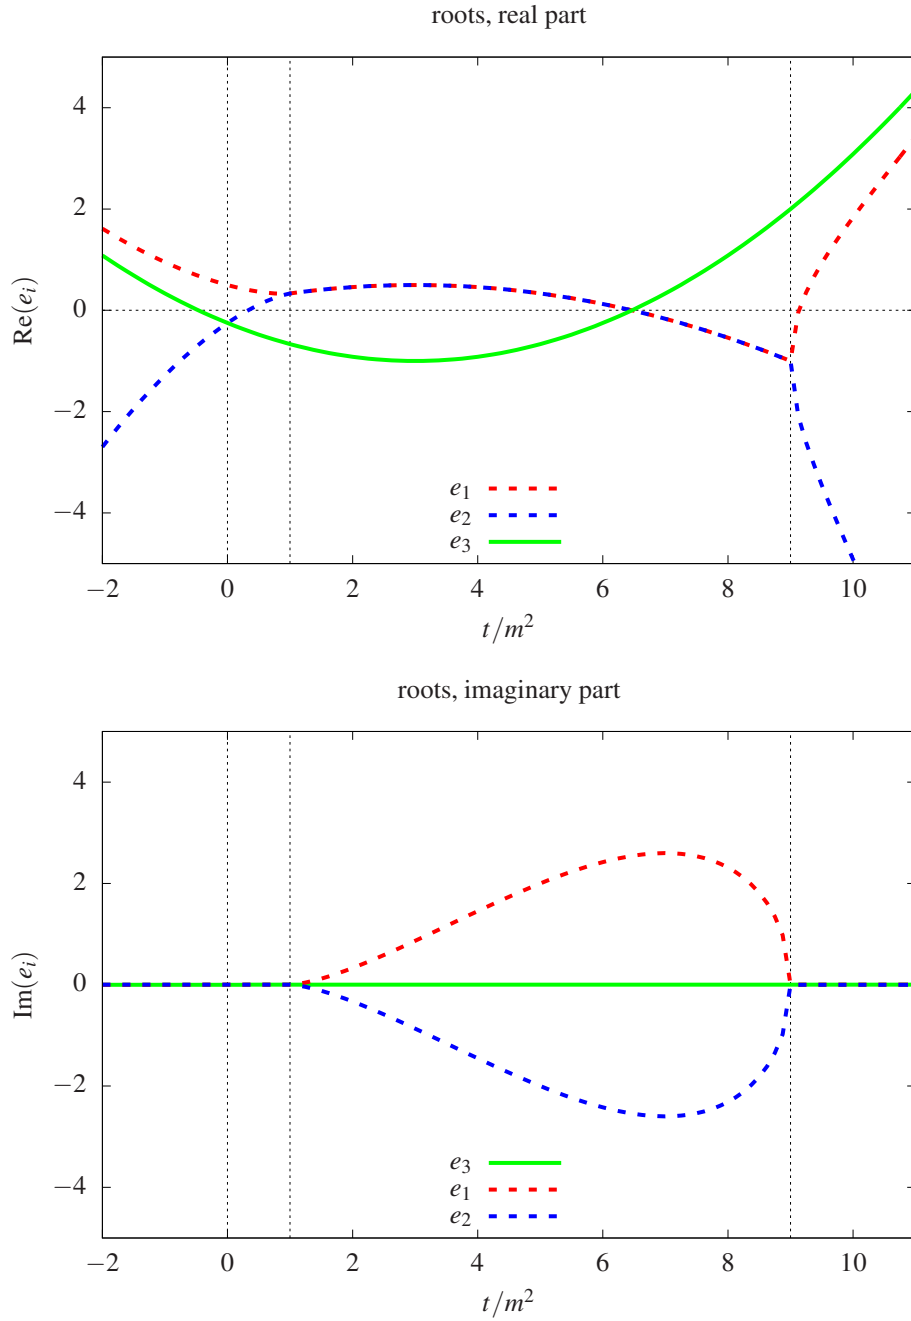 roots, real part
4
2
0
−2
−4
Re(e_i)
e_1
e_2
e_3
−2 0 2 4 6 8 10
t/m^2
roots, imaginary part
4
2
0
−2
−4
Im(e_i)
e_3
e_1
e_2
−2 0 2 4 6 8 10
t/m^2